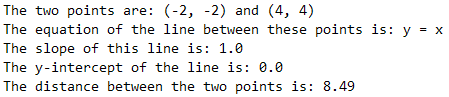 The two points are: (-2, -2) and (4, 4)
The equation of the line between these points is: y = x
The slope of this line is: 1.0
The y-intercept of the line is: 0.0
The distance between the two points is: 8.49